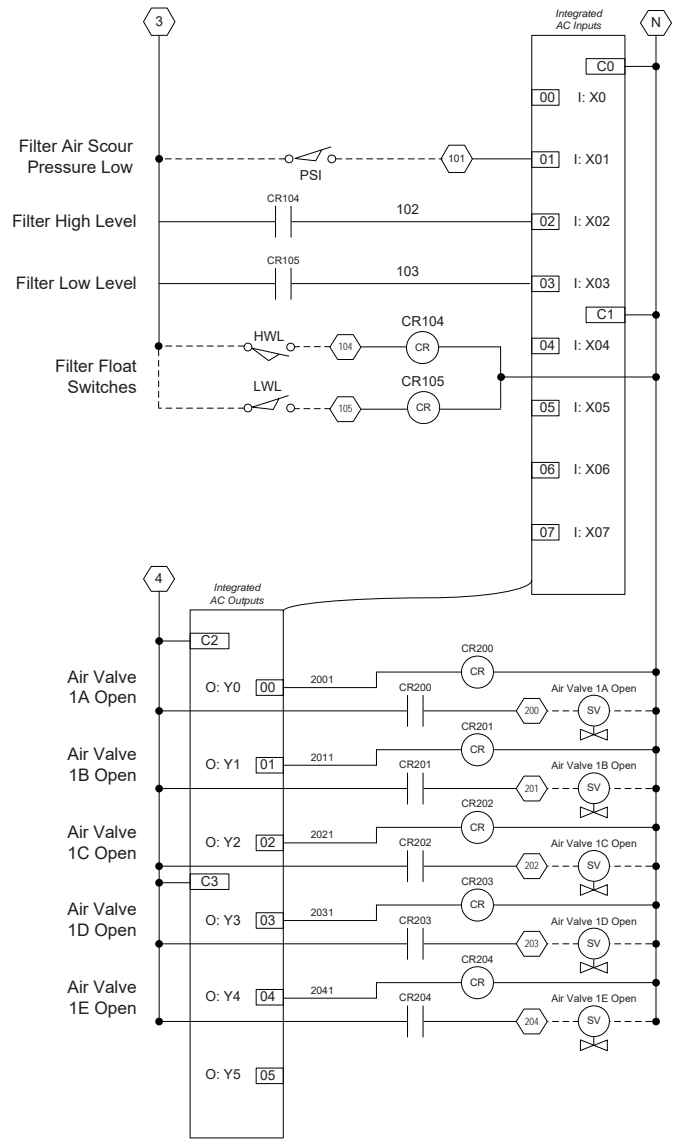 3
Integrated
AC Inputs
N
C0
00 I: X0
Filter Air Scour
Pressure Low
PSI
101
01 I: X01
CR104
Filter High Level
102
02 I: X02
CR105
Filter Low Level
103
03 I: X03
C1
CR104
HWL
104
CR
04 I: X04
Filter Float
Switches
CR105
LWL
105
CR
05 I: X05
06 I: X06
07 I: X07
4
Integrated
AC Outputs
C2
CR200
Air Valve
1A Open
O: Y0 00
2001
CR
CR200
Air Valve 1A Open
200
SV
CR201
Air Valve
1B Open
O: Y1 01
2011
CR
CR201
Air Valve 1B Open
201
SV
CR202
Air Valve
1C Open
O: Y2 02
2021
CR
CR202
Air Valve 1C Open
202
SV
C3
CR203
Air Valve
1D Open
O: Y3 03
2031
CR
CR203
Air Valve 1D Open
203
SV
CR204
Air Valve
1E Open
O: Y4 04
2041
CR
CR204
Air Valve 1E Open
204
SV
O: Y5 05